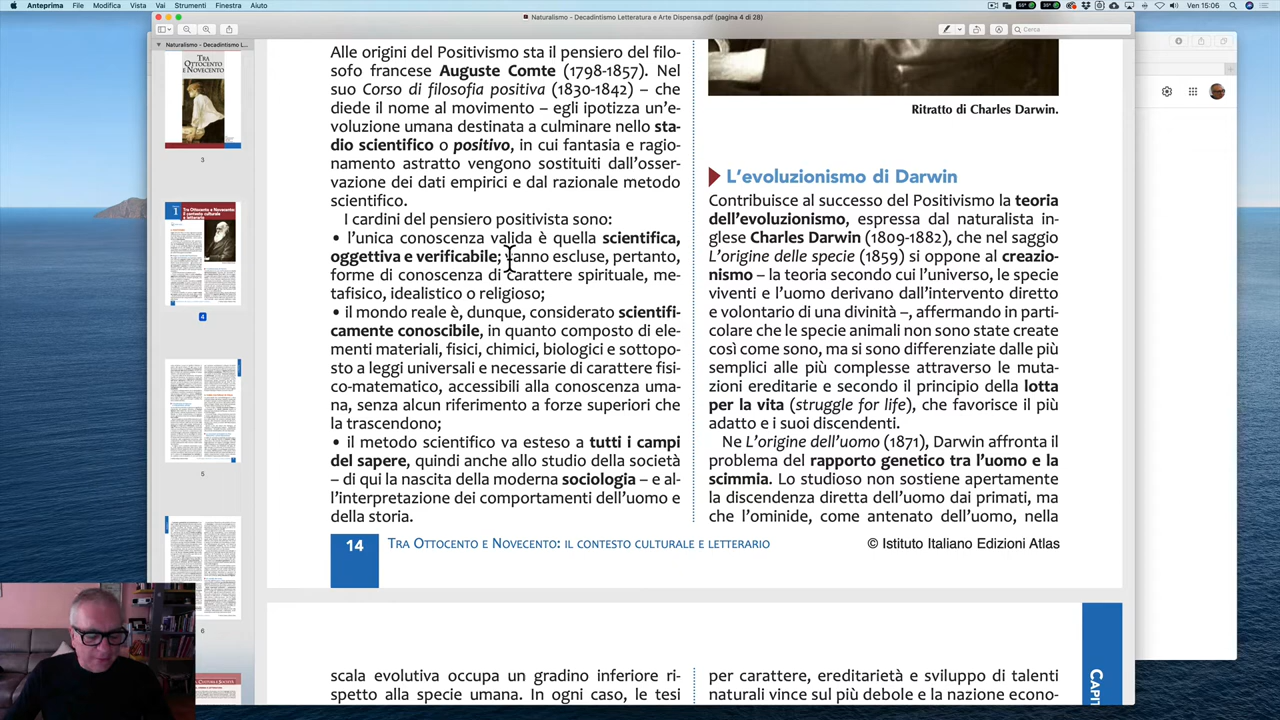 Anteprima File Modifica Vista Vai Strumenti Finestra Aiuto
Ven 15:06
Naturalismo - Decadintismo Letteratura e Arte Dispensa.pdf (pagina 4 di 28)
Cerca
Naturalismo - Decadintismo L...
TRA
OTTOCENTO
E NOVECENTO
3
4
5
6
Alle origini del Positivismo sta il pensiero del filo-
sofo francese Auguste Comte (1798-1857). Nel
suo Corso di filosofia positiva (1830-1842) – che
diede il nome al movimento – egli ipotizza un'e-
voluzione umana destinata a culminare nello sta-
dio scientifico o positivo, in cui fantasia e ragio-
namento astratto vengono sostituiti dall'osser-
vazione dei dati empirici e dal razionale metodo
scientifico.
I cardini del pensiero positivista sono:
• l'unica conoscenza valida è quella scientifica,
oggettiva e verificabile; vanno escluse, pertanto,
forme di conoscenza di carattere spirituale, me-
tafisico, idealistico o religioso;
• il mondo reale è, dunque, considerato scientifi-
camente conoscibile, in quanto composto di ele-
menti materiali, fisici, chimici, biologici e sottopo-
sto a leggi universali e necessarie di carattere fisi-
co-matematico, accessibili alla conoscenza uma-
na, senza alcun riferimento a forze superiori che
la trascendono;
• il metodo scientifico va esteso a tutti i campi
del sapere, quindi anche allo studio della società
– di qui la nascita della moderna sociologia – e al-
l'interpretazione dei comportamenti dell'uomo e
della storia.
Ritratto di Charles Darwin.
L'evoluzionismo di Darwin
Contribuisce al successo del Positivismo la teoria
dell'evoluzionismo, espressa dal naturalista in-
glese Charles Darwin (1809-1882), che nel saggio
L'origine delle specie (1859) si oppone al creazio-
nismo – la teoria secondo cui l'universo, le specie
viventi e l'uomo derivano dall'intervento diretto
e volontario di una divinità –, affermando in parti-
colare che le specie animali non sono state create
così come sono, ma si sono differenziate dalle più
semplici alle più complesse attraverso le muta-
zioni ereditarie e secondo il principio della lotta
per la vita (struggle for life), che favorisce il più
adatto e i suoi discendenti.
Ne L'origine dell'uomo (1871), Darwin affronta il
problema del rapporto genetico tra l'uomo e la
scimmia. Lo studioso non sostiene apertamente
la discendenza diretta dell'uomo dai primati, ma
che l'ominide, come antenato dell'uomo, nella
14 TRA OTTOCENTO E NOVECENTO: IL CONTESTO CULTURALE E LETTERARIO
© Istituto Italiano Edizioni Atlas
scala evolutiva occupa un gradino inferiore ri-
spetto alla specie umana. In ogni caso, le tesi
per carattere, ereditarietà e sviluppo di talenti
naturali vince sul più debole e la nazione econo-